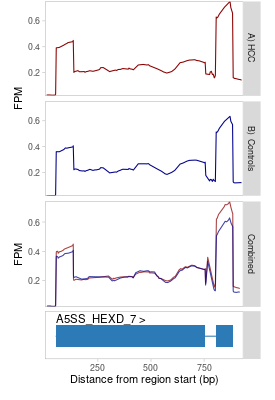 0.6
0.4
0.2
FPM
A) HCC
0.6
0.4
0.2
B) Controls
0.6
0.4
0.2
FPM
Combined
A5SS_HEXD_7 >
250
500
750
Distance from region start (bp)